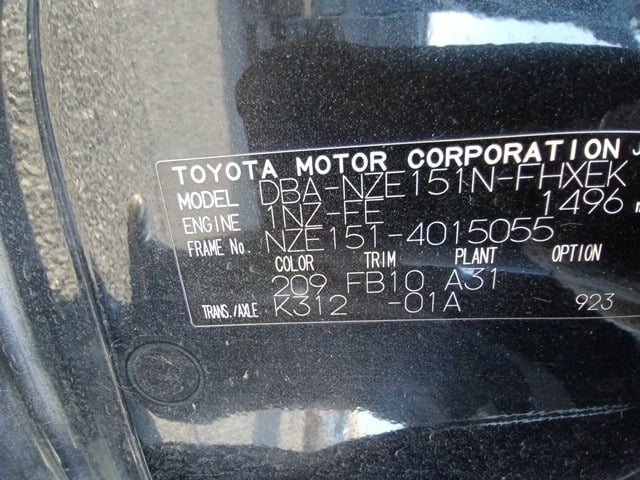 TOYOTA MOTOR CORPORATION J
MODEL DBA-NZE151N-FHXEK
ENGINE 1NZ-FE 1496
FRAME No. NZE151-4015055
COLOR TRIM PLANT OPTION
209 FB10 A31
TRANS./AXLE K312 -01A 923